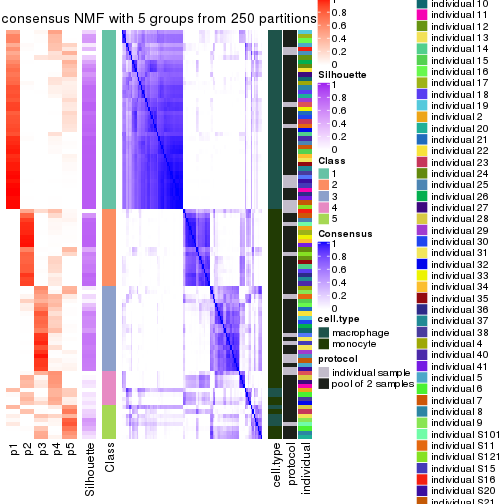 consensus NMF with 5 groups from 250 partitions
p1
p2
p3
p4
p5
Silhouette
Class
cell.type
protocol
individual
0.8
0.6
0.4
0.2
0
Silhouette
1
0.8
0.6
0.4
0.2
0
Class
1
2
3
4
5
Consensus
1
0.8
0.6
0.4
0.2
0
cell.type
macrophage
monocyte
protocol
individual sample
pool of 2 samples
individual 10
individual 11
individual 12
individual 13
individual 14
individual 15
individual 16
individual 17
individual 18
individual 19
individual 2
individual 20
individual 21
individual 22
individual 23
individual 24
individual 25
individual 26
individual 27
individual 28
individual 29
individual 30
individual 31
individual 32
individual 33
individual 34
individual 35
individual 36
individual 37
individual 38
individual 4
individual 40
individual 41
individual 5
individual 6
individual 7
individual 8
individual 9
individual S101
individual S11
individual S121
individual S15
individual S16
individual S20
individual S21